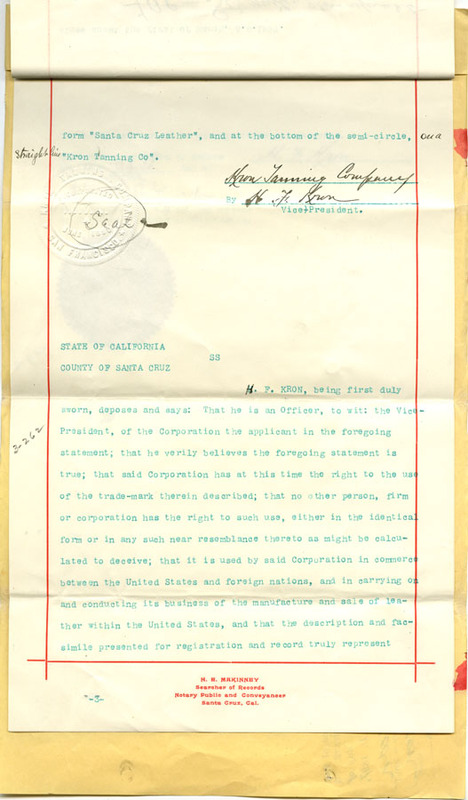 form "Santa Cruz Leather", and at the bottom of the semi-circle, on a
straight line
"Kron Tanning Co".
Kron Tanning Company
By H. F. Kron
Vice-President.
Seal
STATE OF CALIFORNIA
SS
COUNTY OF SANTA CRUZ
H. F. KRON, being first duly
sworn, deposes and says: That he is an Officer, to wit: the Vice-
President, of the Corporation the applicant in the foregoing
2-262
statement; that he verily believes the foregoing statement is
true; that said Corporation has at this time the right to the use
of the trade-mark therein described; that no other person, firm
or corporation has the right to such use, either in the identical
form or in any such near resemblance thereto as might be calcu-
lated to deceive; that it is used by said Corporation in commerce
between the United States and foreign nations, and in carrying on
and conducting its business of the manufacture and sale of lea-
ther within the United States, and that the description and fac-
simile presented for registration and record truly represent
H. E. MAKINNEY
Searcher of Records
Notary Public and Conveyancer
Santa Cruz, Cal.
"-3-